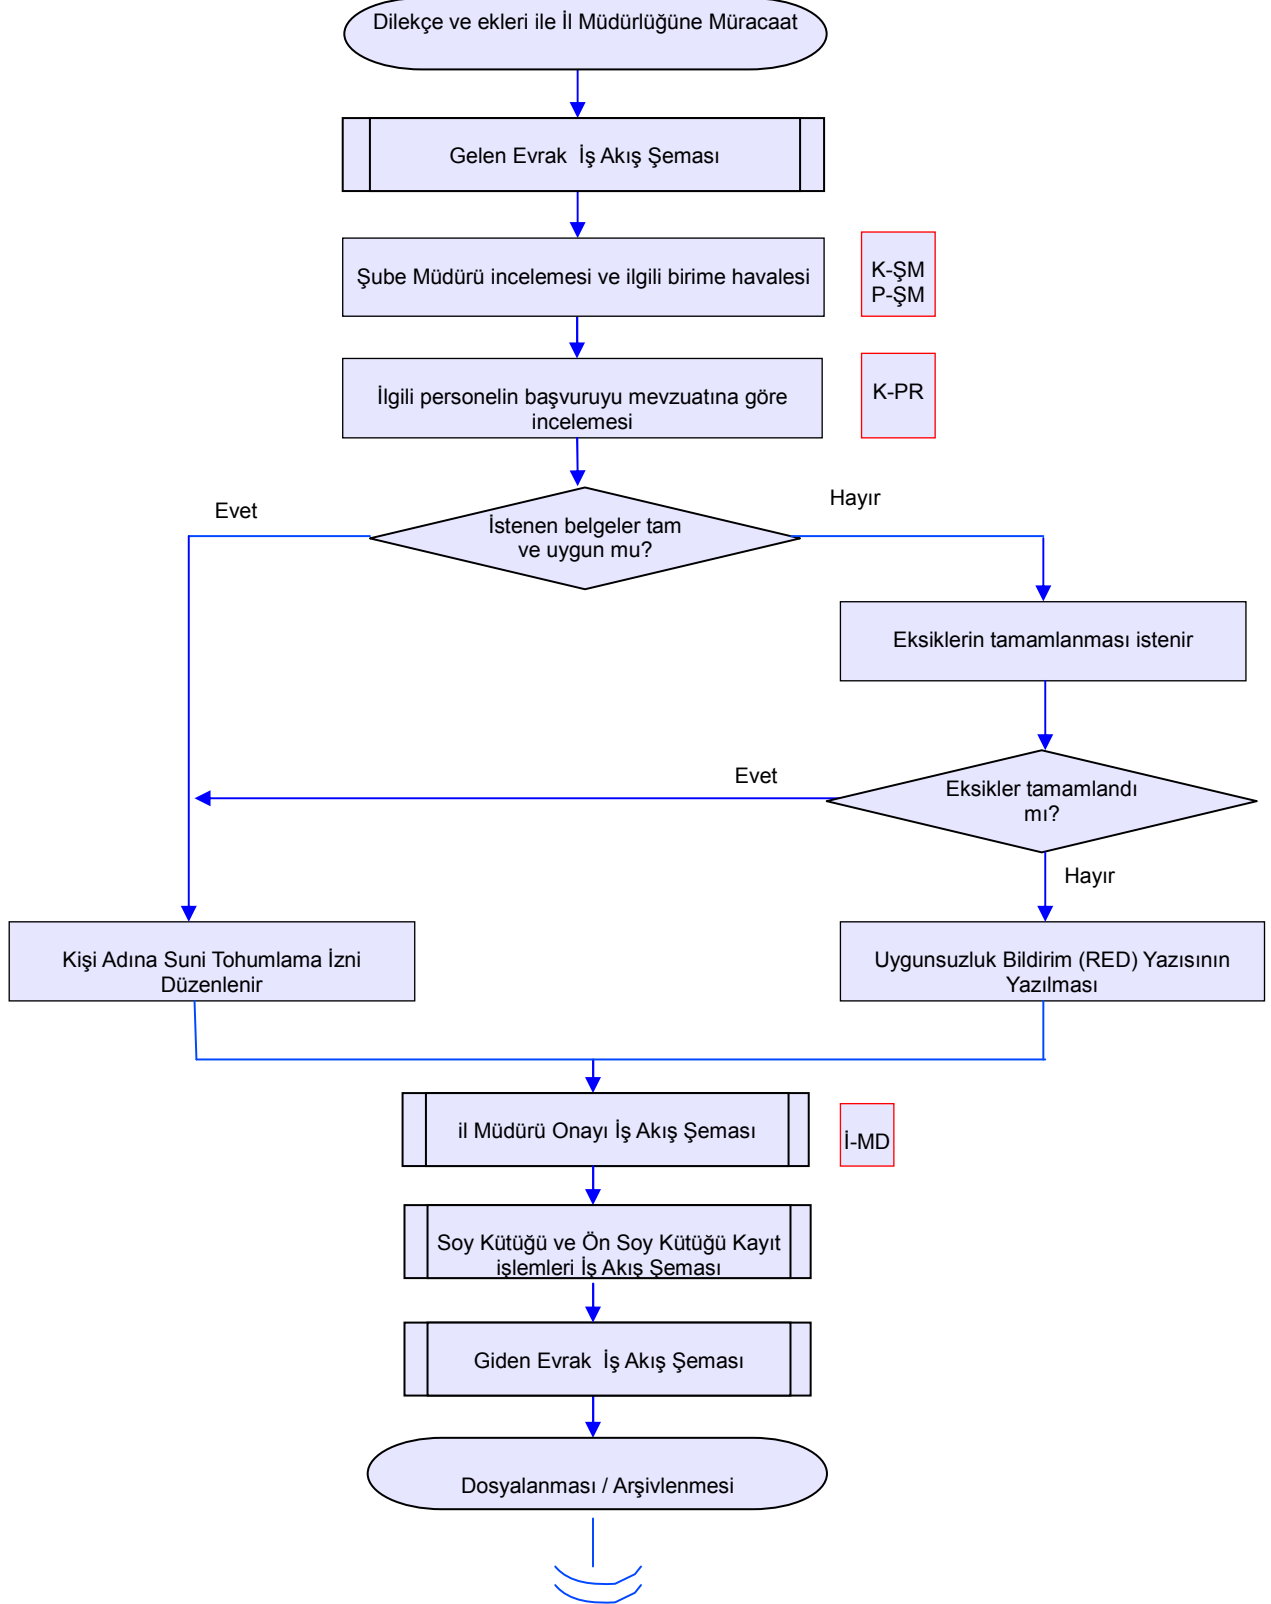 Dilekçe ve ekleri ile İl Müdürlüğüne Müracaat
Gelen Evrak İş Akış Şeması
Şube Müdürü incelemesi ve ilgili birime havalesi
K-ŞM
P-ŞM
İlgili personelin başvuruyu mevzuatına göre
incelemesi
K-PR
Evet
Hayır
İstenen belgeler tam
ve uygun mu?
Eksiklerin tamamlanması istenir
Evet
Eksikler tamamlandı
mı?
Hayır
Kişi Adına Suni Tohumlama İzni
Düzenlenir
Uygunsuzluk Bildirim (RED) Yazısının
Yazılması
il Müdürü Onayı İş Akış Şeması
İ-MD
Soy Kütüğü ve Ön Soy Kütüğü Kayıt
işlemleri İş Akış Şeması
Giden Evrak İş Akış Şeması
Dosyalanması / Arşivlenmesi